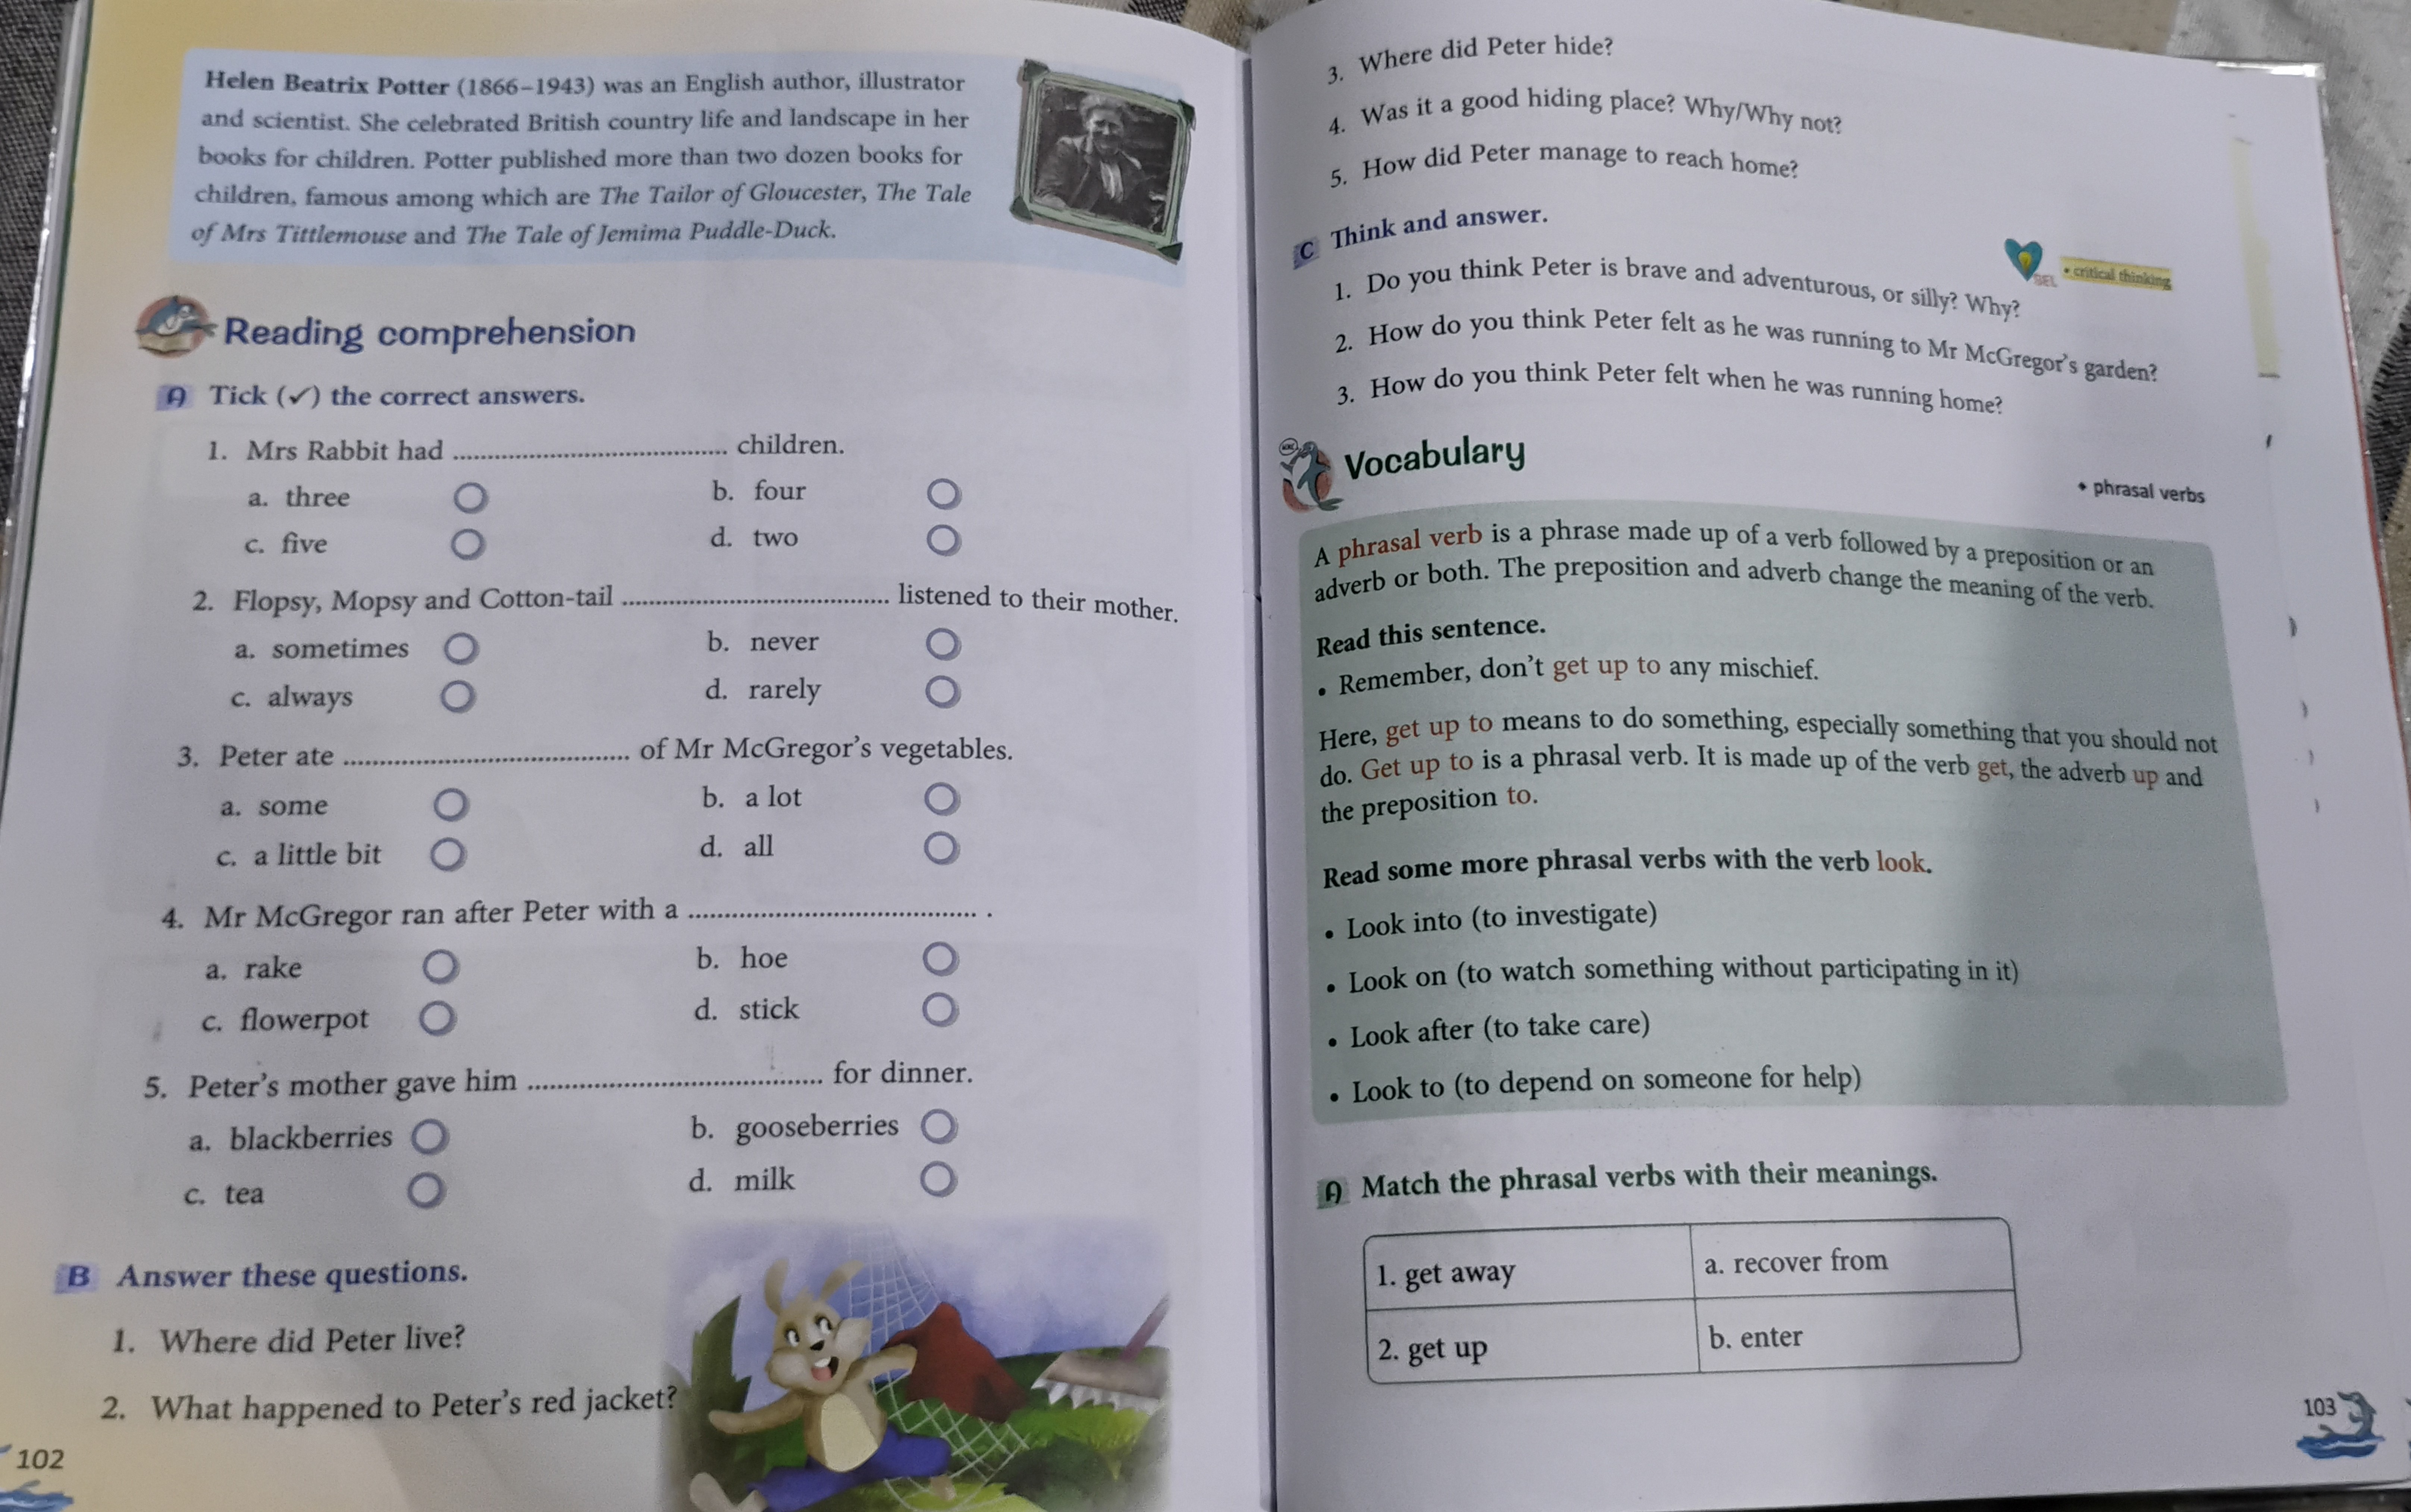 Helen Beatrix Potter (1866–1943) was an English author, illustrator
and scientist. She celebrated British country life and landscape in her
books for children. Potter published more than two dozen books for
children, famous among which are The Tailor of Gloucester, The Tale
of Mrs Tittlemouse and The Tale of Jemima Puddle-Duck.
Reading comprehension
A Tick (✓) the correct answers.
1. Mrs Rabbit had ........................................ children.
a. three
b. four
c. five
d. two
2. Flopsy, Mopsy and Cotton-tail ........................................ listened to their mother.
a. sometimes
b. never
c. always
d. rarely
3. Peter ate ........................................ of Mr McGregor's vegetables.
a. some
b. a lot
c. a little bit
d. all
4. Mr McGregor ran after Peter with a ........................................ .
a. rake
b. hoe
c. flowerpot
d. stick
5. Peter's mother gave him ........................................ for dinner.
a. blackberries
b. gooseberries
c. tea
d. milk
B Answer these questions.
1. Where did Peter live?
2. What happened to Peter's red jacket?
102
3. Where did Peter hide?
4. Was it a good hiding place? Why/Why not?
5. How did Peter manage to reach home?
C Think and answer.
SEL • critical thinking
1. Do you think Peter is brave and adventurous, or silly? Why?
2. How do you think Peter felt as he was running to Mr McGregor's garden?
3. How do you think Peter felt when he was running home?
Vocabulary
• phrasal verbs
A phrasal verb is a phrase made up of a verb followed by a preposition or an
adverb or both. The preposition and adverb change the meaning of the verb.
Read this sentence.
• Remember, don't get up to any mischief.
Here, get up to means to do something, especially something that you should not
do. Get up to is a phrasal verb. It is made up of the verb get, the adverb up and
the preposition to.
Read some more phrasal verbs with the verb look.
• Look into (to investigate)
• Look on (to watch something without participating in it)
• Look after (to take care)
• Look to (to depend on someone for help)
A Match the phrasal verbs with their meanings.
1. get away
a. recover from
2. get up
b. enter
103